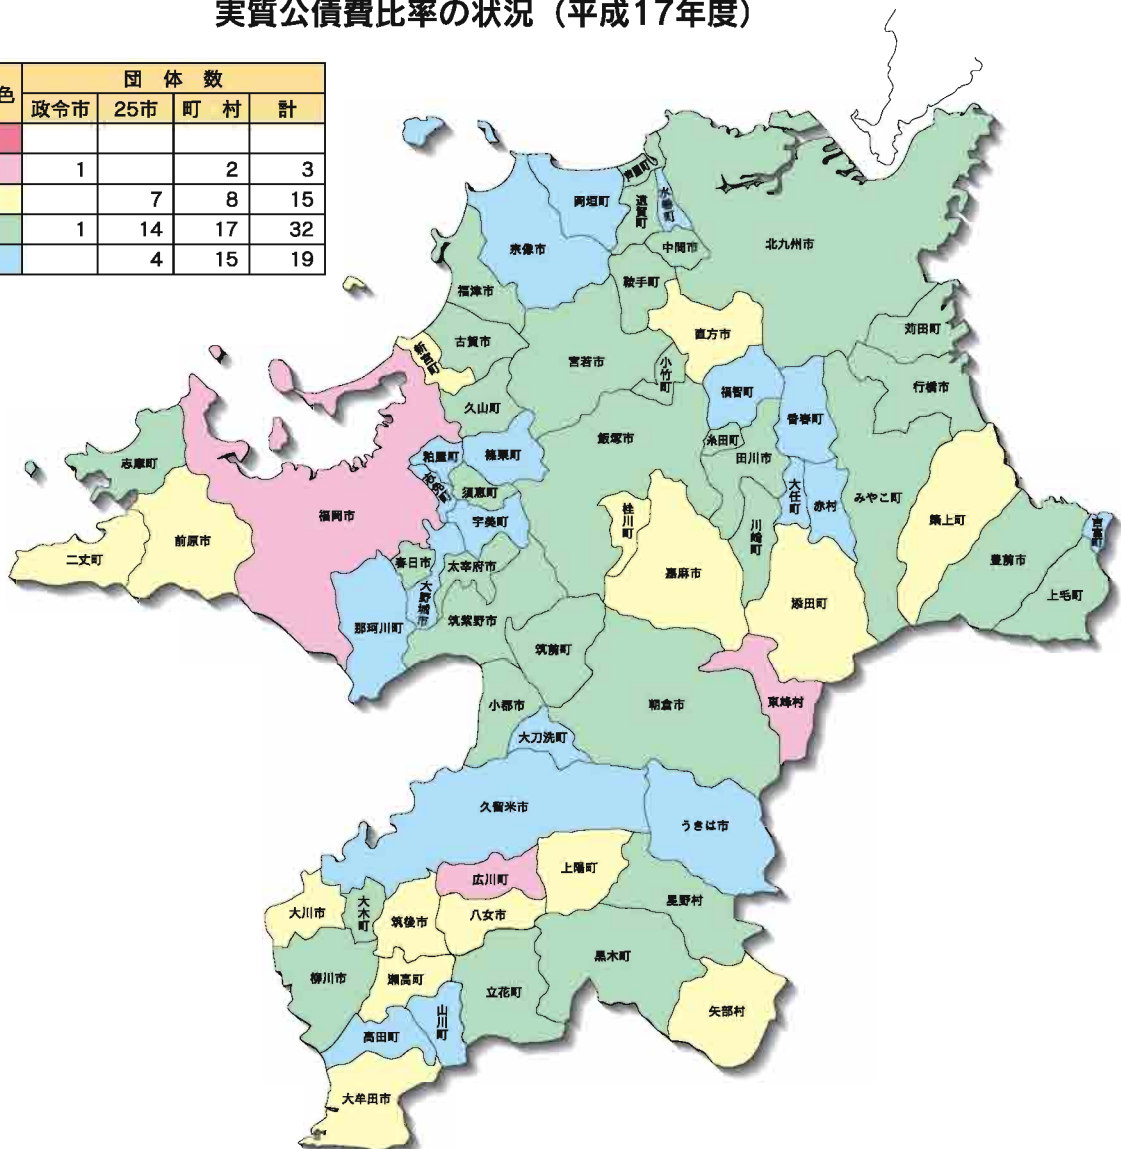 実質公債費比率の状況（平成17年度）
色 団体数
政令市 25市 町村 計
1 2 3
7 8 15
1 14 17 32
4 15 19
芦屋町
岡垣町
遠賀町
水巻町
宗像市
中間市
北九州市
鞍手町
福津市
苅田町
直方市
古賀市
新宮町
宮若市
小竹町
行橋市
福智町
久山町
香春町
飯塚市
糸田町
粕屋町
篠栗町
田川市
志摩町
志免町
須恵町
大任町
赤村
みやこ町
福岡市
宇美町
桂川町
川崎町
築上町
吉富町
前原市
二丈町
春日市
太宰府市
嘉麻市
豊前市
大野城市
添田町
上毛町
那珂川町
筑紫野市
筑前町
小郡市
朝倉市
東峰村
大刀洗町
久留米市
うきは市
上陽町
広川町
星野村
大川市
大木町
筑後市
八女市
黒木町
柳川市
瀬高町
立花町
山川町
矢部村
高田町
大牟田市